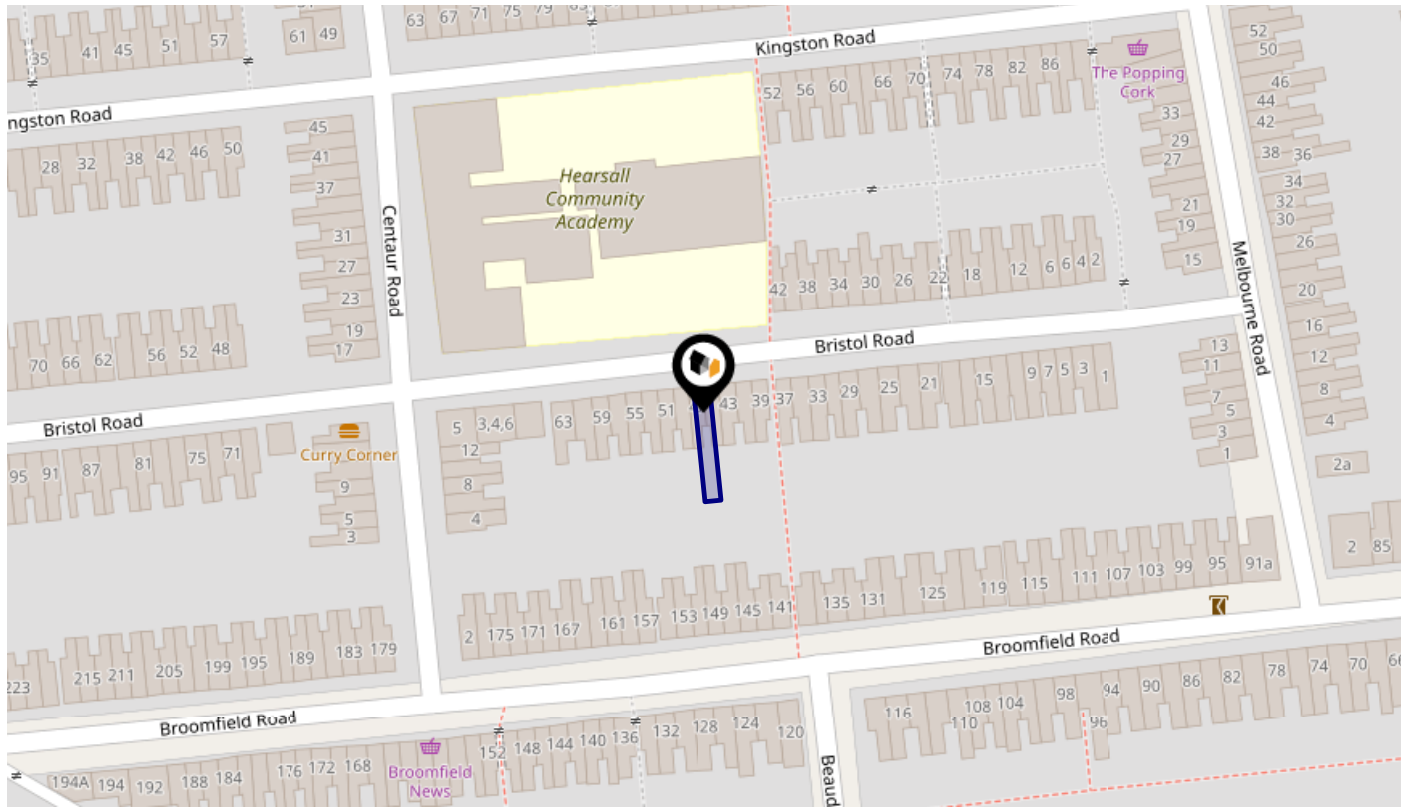 63 67 71 75 79
61 49
35 41 45 51 57
Kingston Road
52
50
The Popping
Cork
46
44
42
38 36
34
32
30
26
20
16
12
8
4
2a
2 85
52 56 60 66 70 74 78 82 86
33
29
27
21
19
15
ngston Road
28 32 38 42 46 50
45
41
37
31
27
23
19
17
Centaur Road
Hearsall
Community
Academy
Melbourne Road
42 38 34 30 26 22 18 12 6 6 4 2
70 66 62 56 52 48
Bristol Road
13
11
7
5
3
1
Bristol Road
5 3,4,6 63 59 55 51 43 39 37 33 29 25 21 15 9 7 5 3 1
12
8
4
Curry Corner
9
5
3
95 91 87 81 75 71
2 175 171 167 161 157 153 149 145 141 135 131 125 119 115 111 107 103 99 95 91a
223 215 211 205 199 195 189 183 179
Broomfield Road
Broomfield Road
116 110 108 104 98 96 94 90 86 82 78 74 70 66
194A 194 192 188 184 176 172 168 152 148 144 140 136 132 128 124 120
Broomfield
News
Beaud